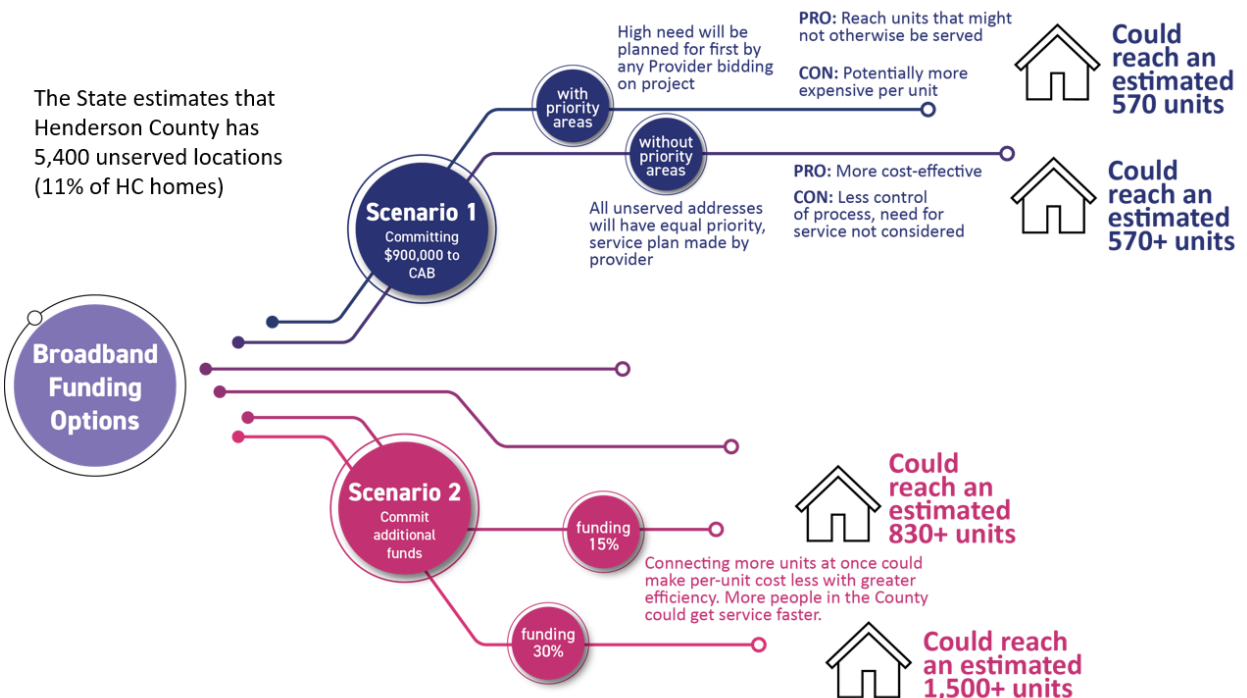 The State estimates that
Henderson County has
5,400 unserved locations
(11% of HC homes)
Broadband
Funding
Options
Scenario 1
Committing
$900,000 to
CAB
with
priority
areas
High need will be
planned for first by
any Provider bidding
on project
PRO: Reach units that might
not otherwise be served
CON: Potentially more
expensive per unit
Could
reach an
estimated
570 units
without
priority
areas
All unserved addresses
will have equal priority,
service plan made by
provider
PRO: More cost-effective
CON: Less control
of process, need for
service not considered
Could
reach an
estimated
570+ units
Scenario 2
Commit
additional
funds
funding
15%
Could
reach an
estimated
830+ units
Connecting more units at once could
make per-unit cost less with greater
efficiency. More people in the County
could get service faster.
funding
30%
Could reach
an estimated
1,500+ units